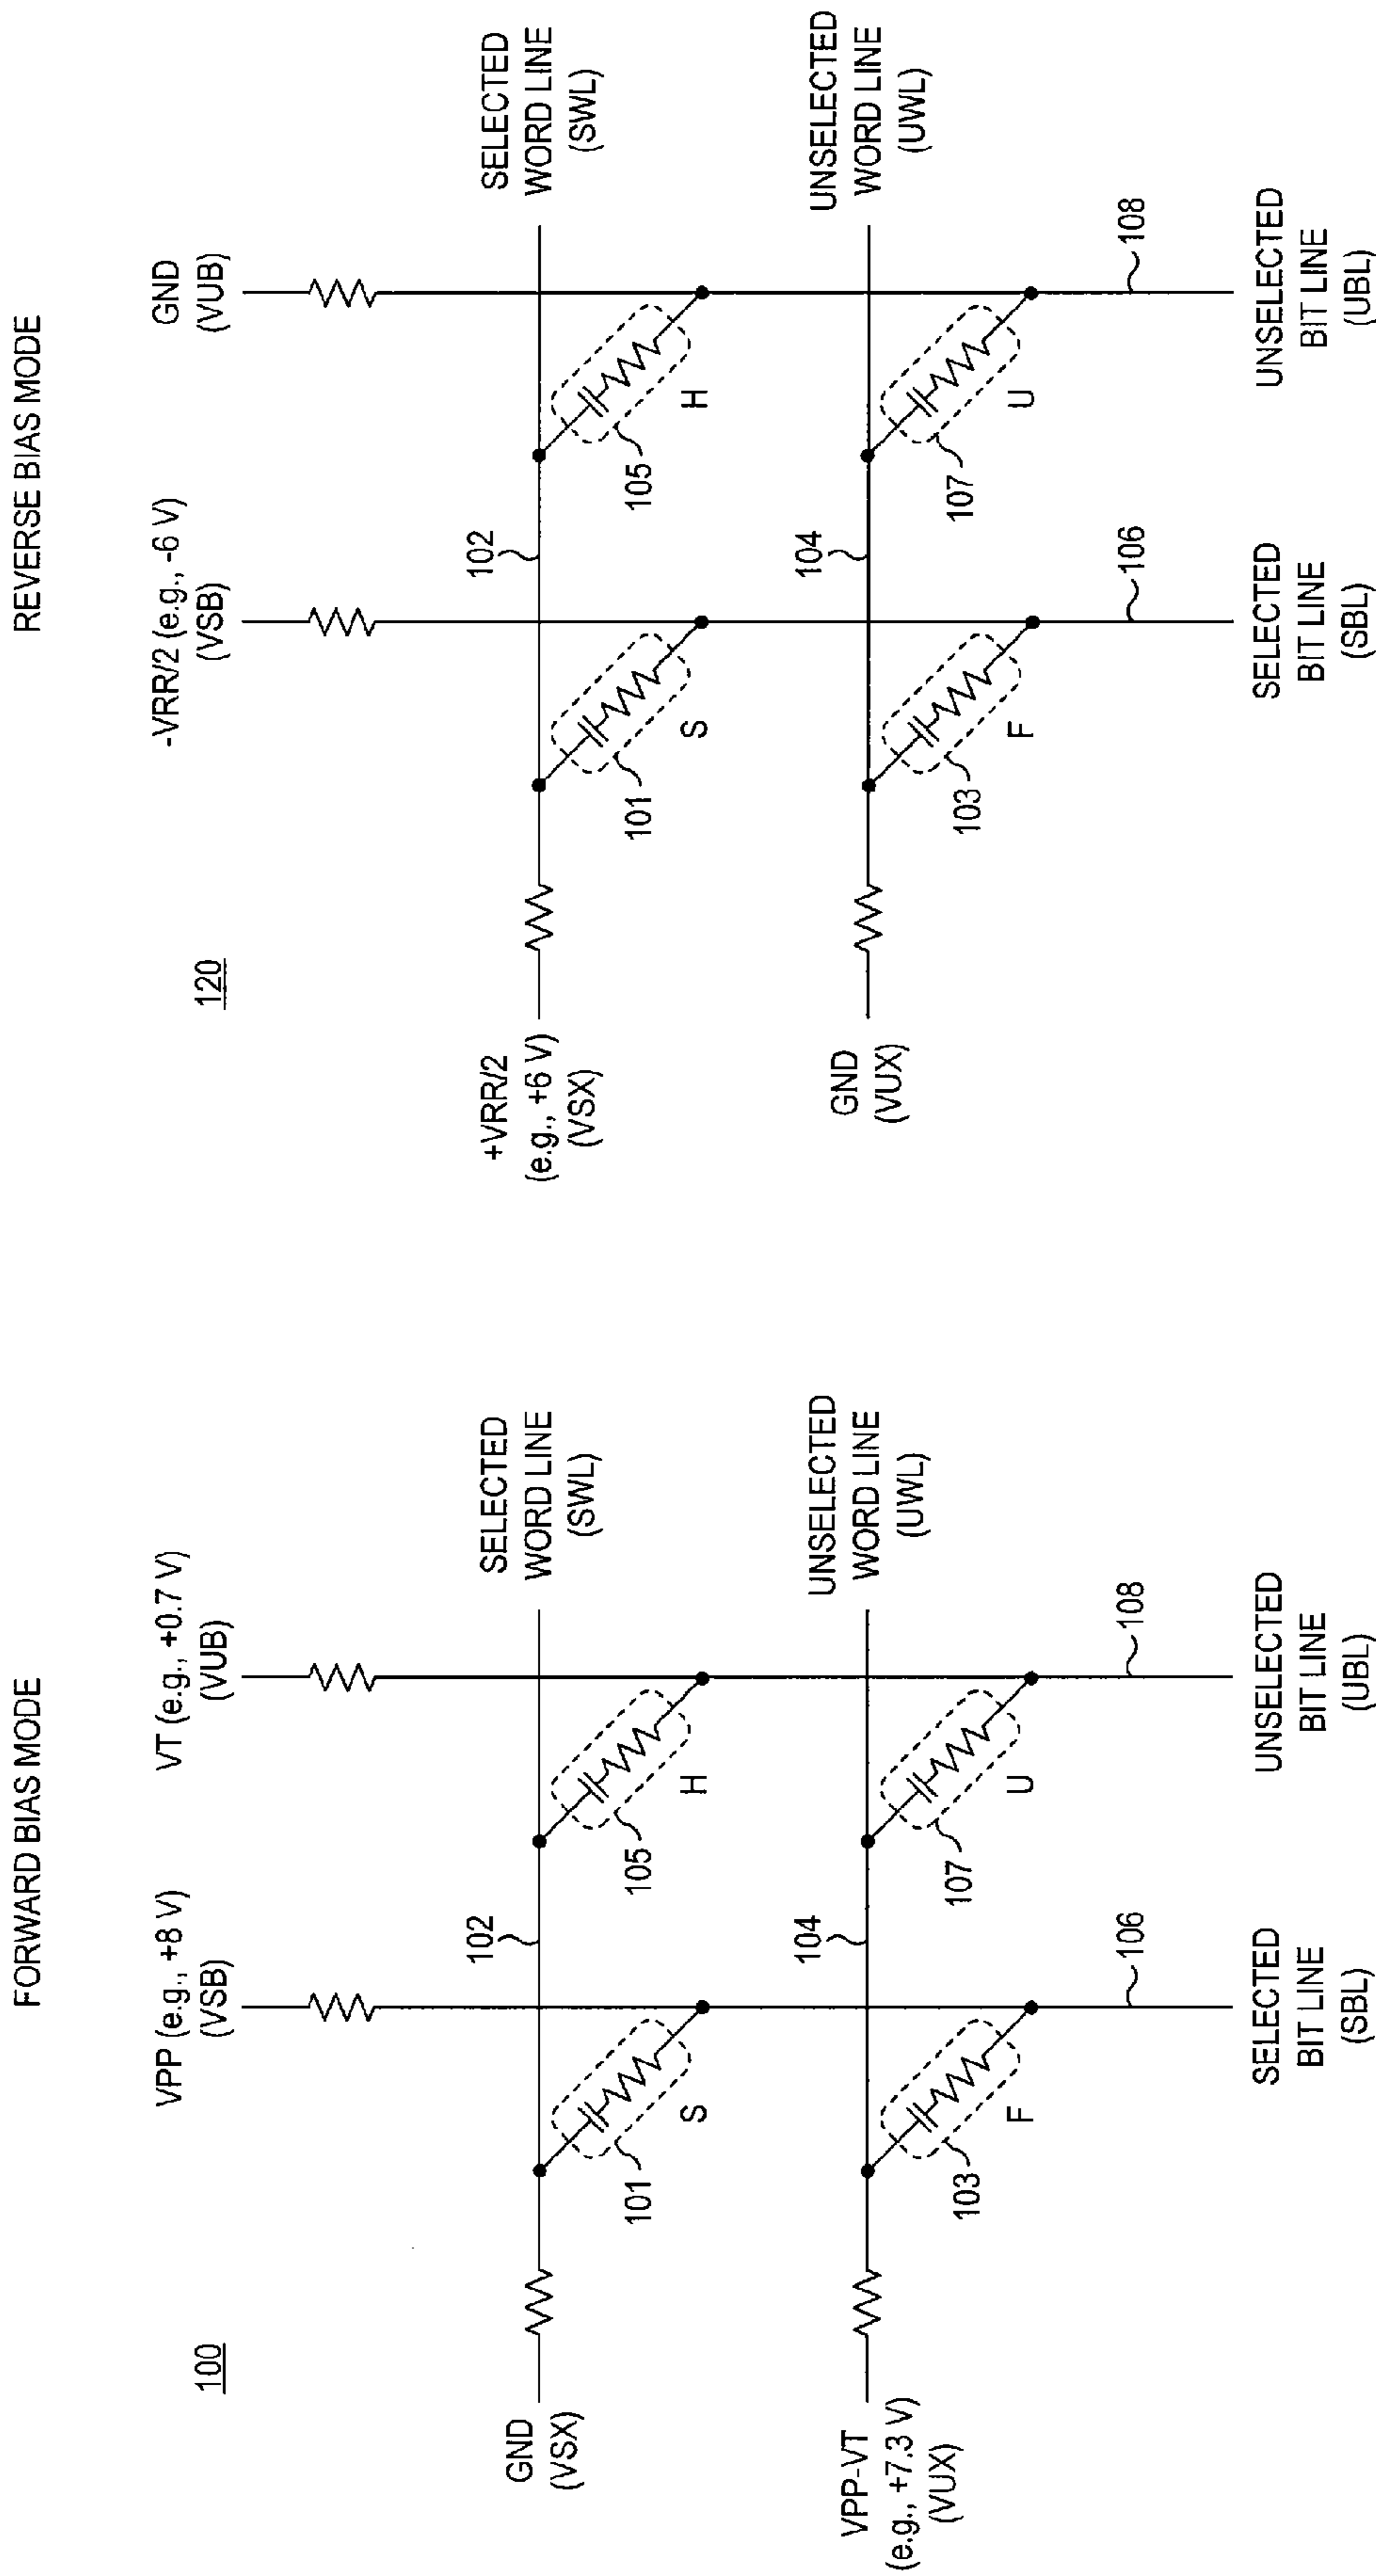 FORWARD BIAS MODE
100
VPP (e.g., +8 V)
(VSB)
VT (e.g., +0.7 V)
(VUB)
GND
(VSX)
102
SELECTED
WORD LINE
(SWL)
101
S
105
H
VPP-VT
(e.g., +7.3 V)
(VUX)
104
UNSELECTED
WORD LINE
(UWL)
103
F
107
U
106
108
SELECTED
BIT LINE
(SBL)
UNSELECTED
BIT LINE
(UBL)
REVERSE BIAS MODE
120
-VRR/2 (e.g., -6 V)
(VSB)
GND
(VUB)
+VRR/2
(e.g., +6 V)
(VSX)
102
SELECTED
WORD LINE
(SWL)
101
S
105
H
GND
(VUX)
104
UNSELECTED
WORD LINE
(UWL)
103
F
107
U
106
108
SELECTED
BIT LINE
(SBL)
UNSELECTED
BIT LINE
(UBL)